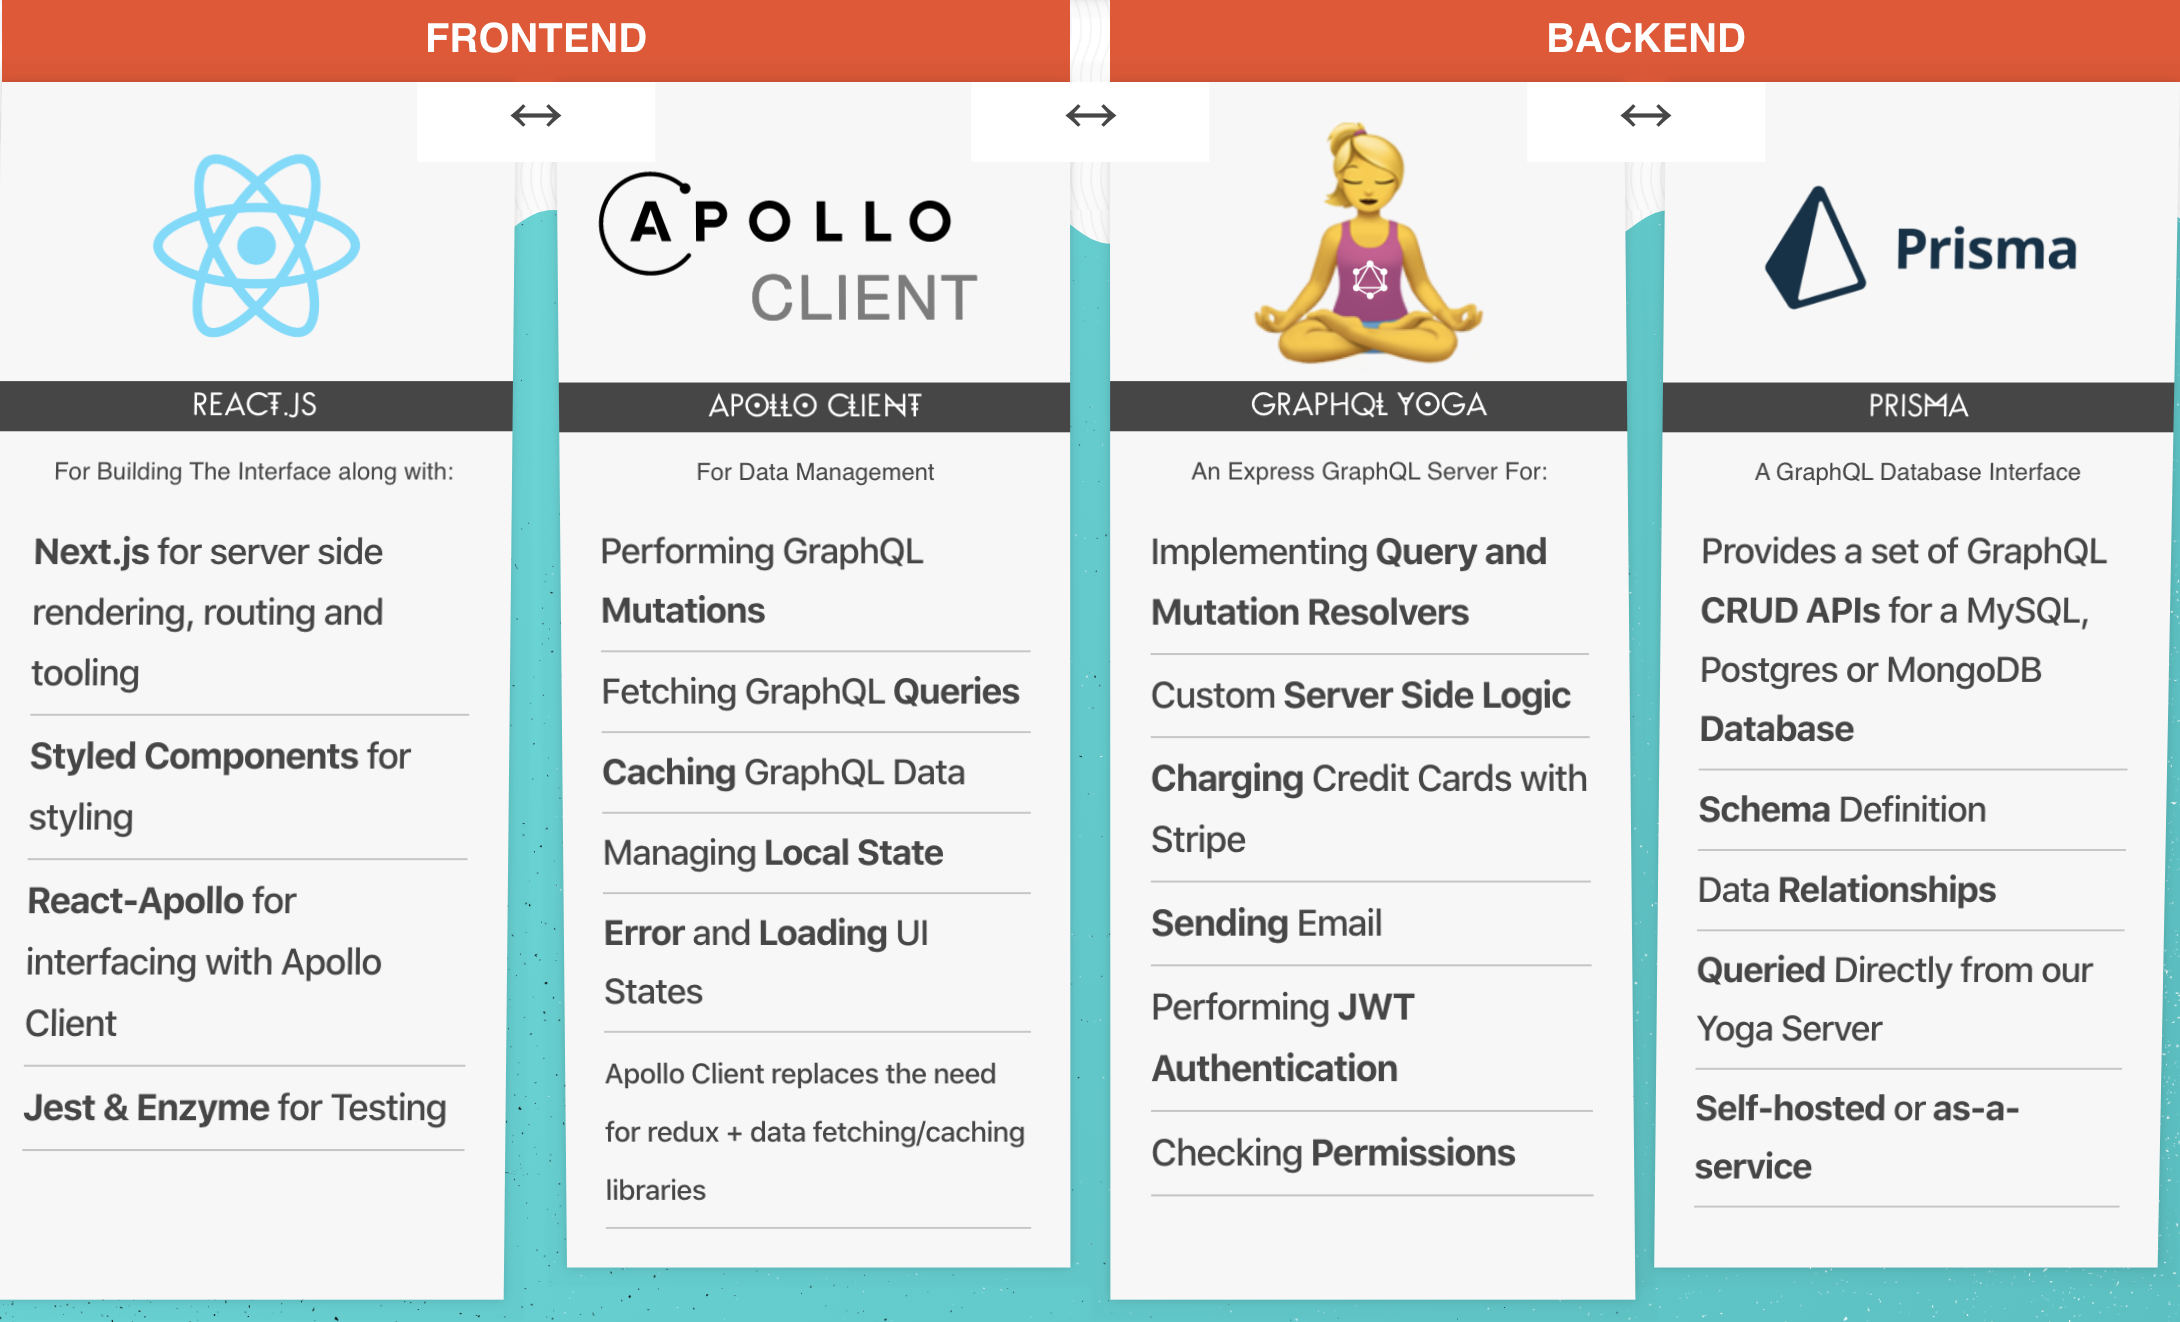 FRONTEND
BACKEND
APOLLO
CLIENT
Prisma
REACT.JS
For Building The Interface along with:
Next.js for server side
rendering, routing and
tooling
Styled Components for
styling
React-Apollo for
interfacing with Apollo
Client
Jest & Enzyme for Testing
APOLLO CLIENT
For Data Management
Performing GraphQL
Mutations
Fetching GraphQL Queries
Caching GraphQL Data
Managing Local State
Error and Loading UI
States
Apollo Client replaces the need
for redux + data fetching/caching
libraries
GRAPHQL YOGA
An Express GraphQL Server For:
Implementing Query and
Mutation Resolvers
Custom Server Side Logic
Charging Credit Cards with
Stripe
Sending Email
Performing JWT
Authentication
Checking Permissions
PRISMA
A GraphQL Database Interface
Provides a set of GraphQL
CRUD APIs for a MySQL,
Postgres or MongoDB
Database
Schema Definition
Data Relationships
Queried Directly from our
Yoga Server
Self-hosted or as-a-
service